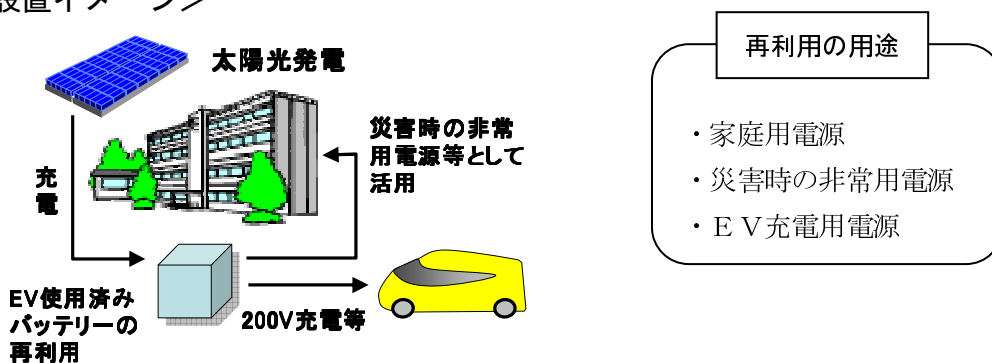 設置イメージ＞
太陽光発電
災害時の非常
用電源等として
活用
充
電
EV使用済み
バッテリーの
再利用
200V充電等
再利用の用途
・家庭用電源
・災害時の非常用電源
・ＥＶ充電用電源